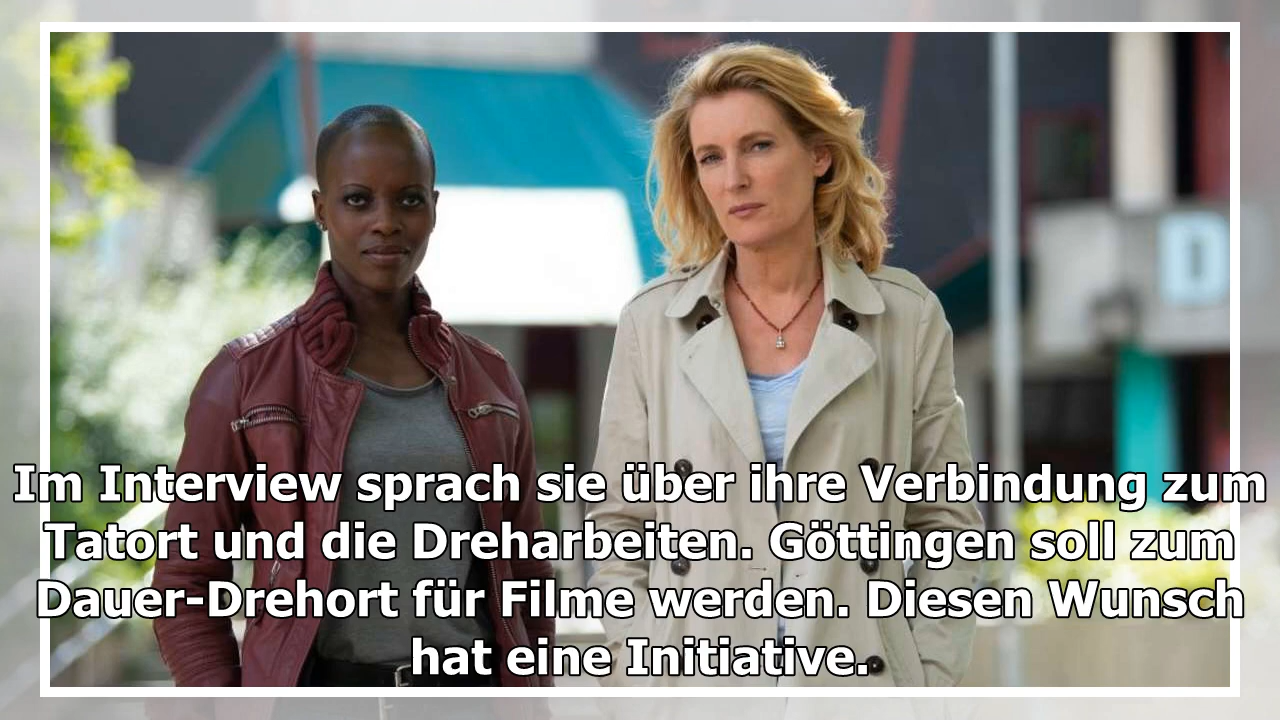 Im Interview sprach sie über ihre Verbindung zum
Tatort und die Dreharbeiten. Göttingen soll zum
Dauer-Drehort für Filme werden. Diesen Wunsch
hat eine Initiative.
D